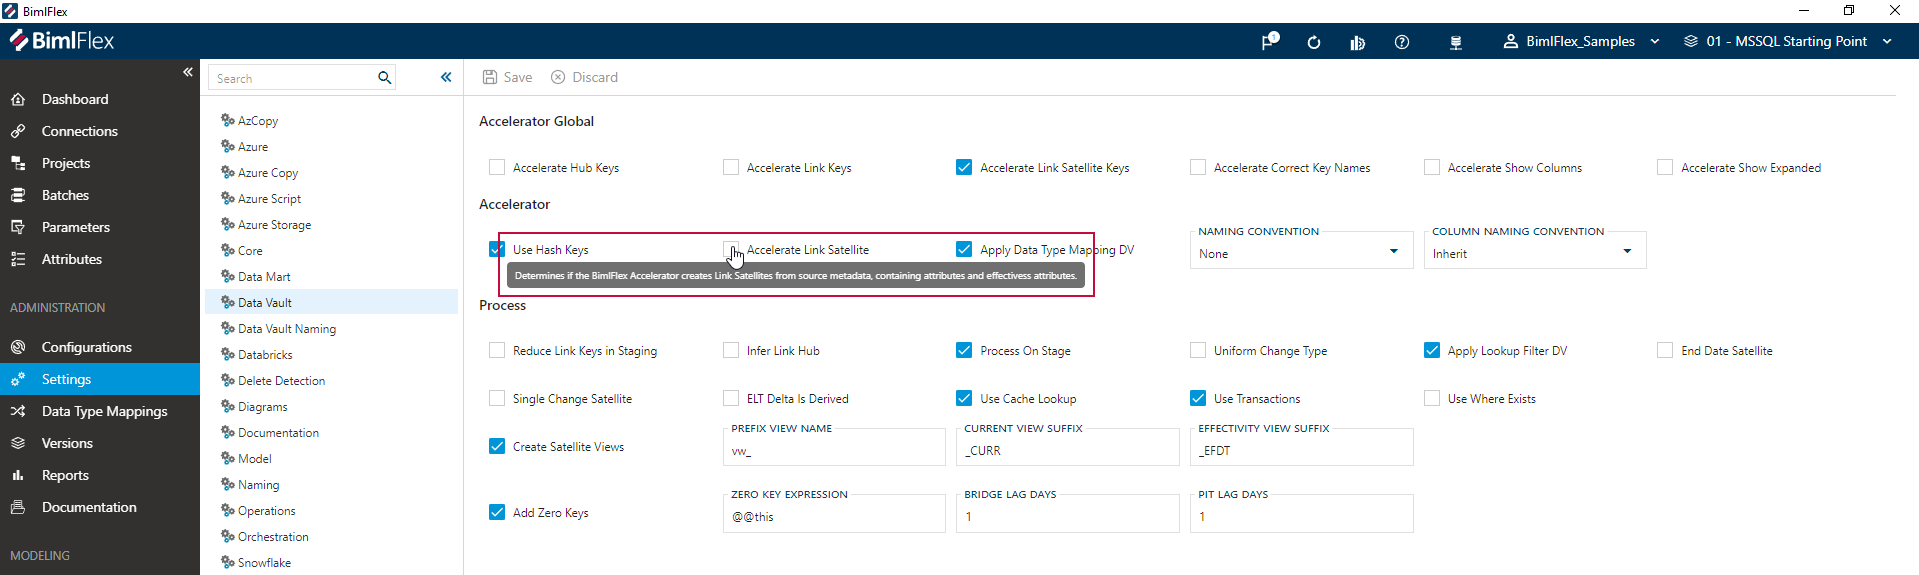 BimlFlex
BimlFlex
1
BimlFlex_Samples
01 - MSSQL Starting Point
Dashboard
Connections
Projects
Batches
Parameters
Attributes
ADMINISTRATION
Configurations
Settings
Data Type Mappings
Versions
Reports
Documentation
MODELING
Search
AzCopy
Azure
Azure Copy
Azure Script
Azure Storage
Core
Data Mart
Data Vault
Data Vault Naming
Databricks
Delete Detection
Diagrams
Documentation
Model
Naming
Operations
Orchestration
Snowflake
Save Discard
Accelerator Global
Accelerate Hub Keys Accelerate Link Keys Accelerate Link Satellite Keys Accelerate Correct Key Names Accelerate Show Columns Accelerate Show Expanded
Accelerator
NAMING CONVENTION COLUMN NAMING CONVENTION
Use Hash Keys Accelerate Link Satellite Apply Data Type Mapping DV None Inherit
Determines if the BimlFlex Accelerator creates Link Satellites from source metadata, containing attributes and effectivess attributes.
Process
Reduce Link Keys in Staging Infer Link Hub Process On Stage Uniform Change Type Apply Lookup Filter DV End Date Satellite
Single Change Satellite ELT Delta Is Derived Use Cache Lookup Use Transactions Use Where Exists
PREFIX VIEW NAME CURRENT VIEW SUFFIX EFFECTIVITY VIEW SUFFIX
Create Satellite Views vw_ _CURR _EFDT
ZERO KEY EXPRESSION BRIDGE LAG DAYS PIT LAG DAYS
Add Zero Keys @@this 1 1